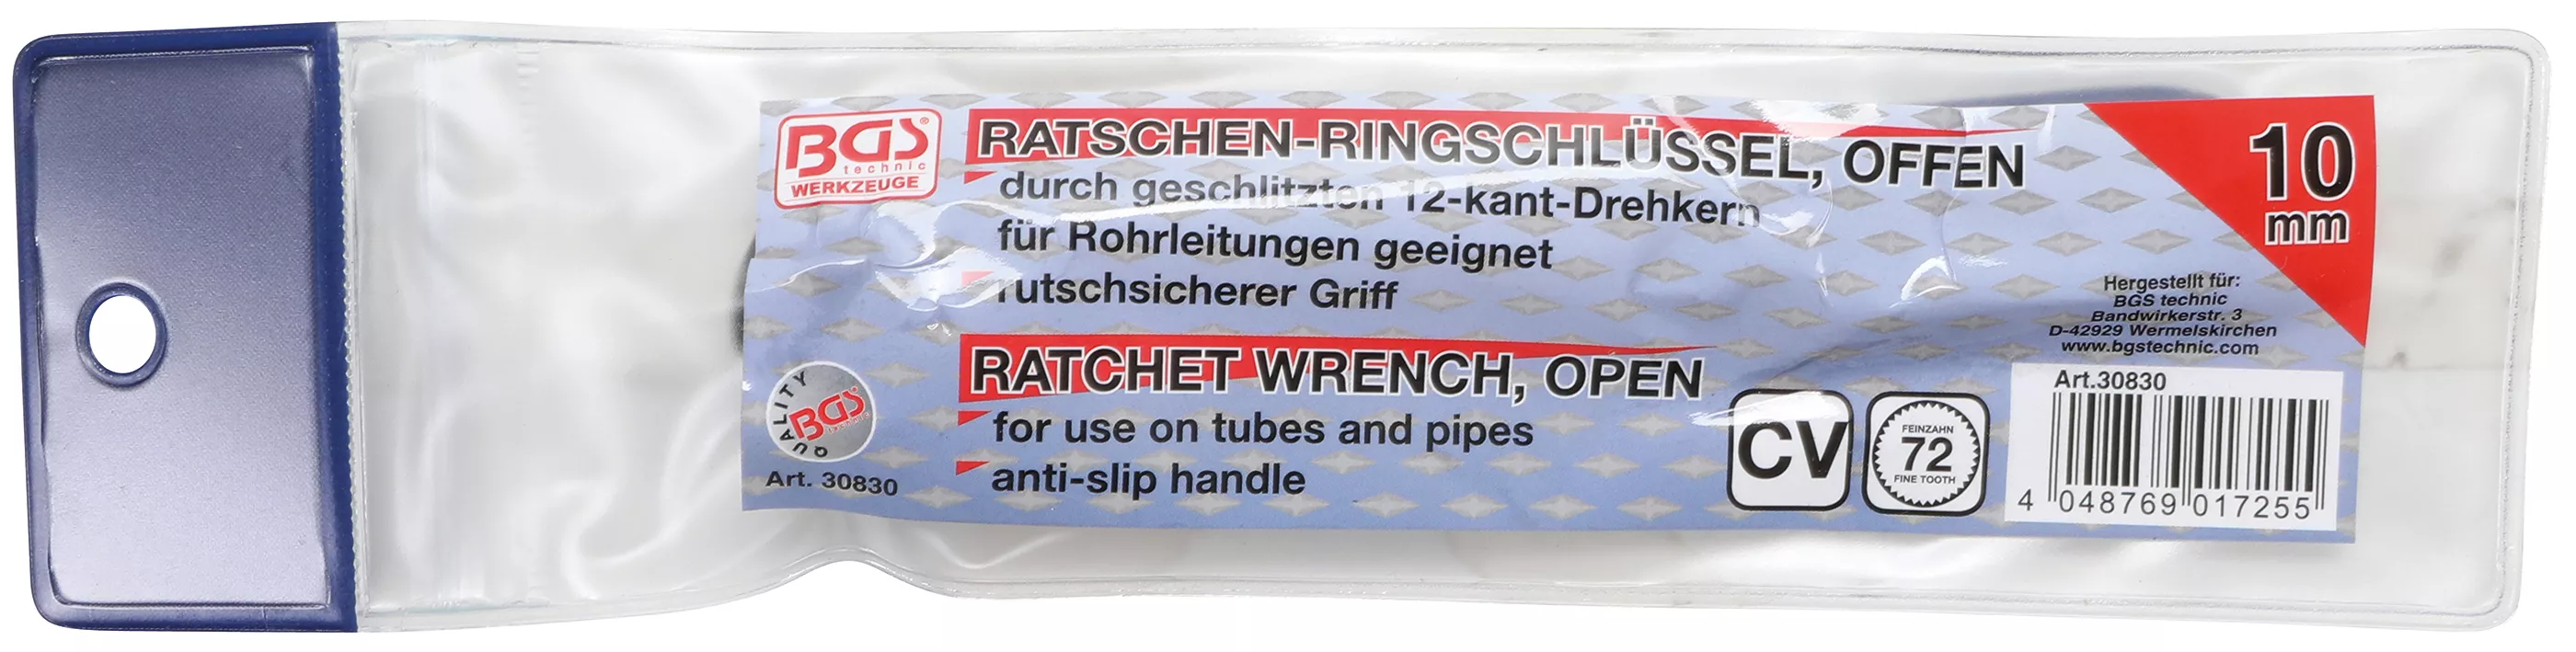 BGS®
technic
WERKZEUGE
RATSCHEN-RINGSCHLÜSSEL, OFFEN
durch geschlitzten 12-kant-Drehkern
für Rohrleitungen geeignet
rutschsicherer Griff
10
mm
Hergestellt für:
BGS technic
Bandwirkerstr. 3
D-42929 Wermelskirchen
www.bgstechnic.com
QUALITY
BGS
technic
Art. 30830
RATCHET WRENCH, OPEN
for use on tubes and pipes
anti-slip handle
CV
FEINZAHN
72
FINE TOOTH
Art.30830
4 048769 017255